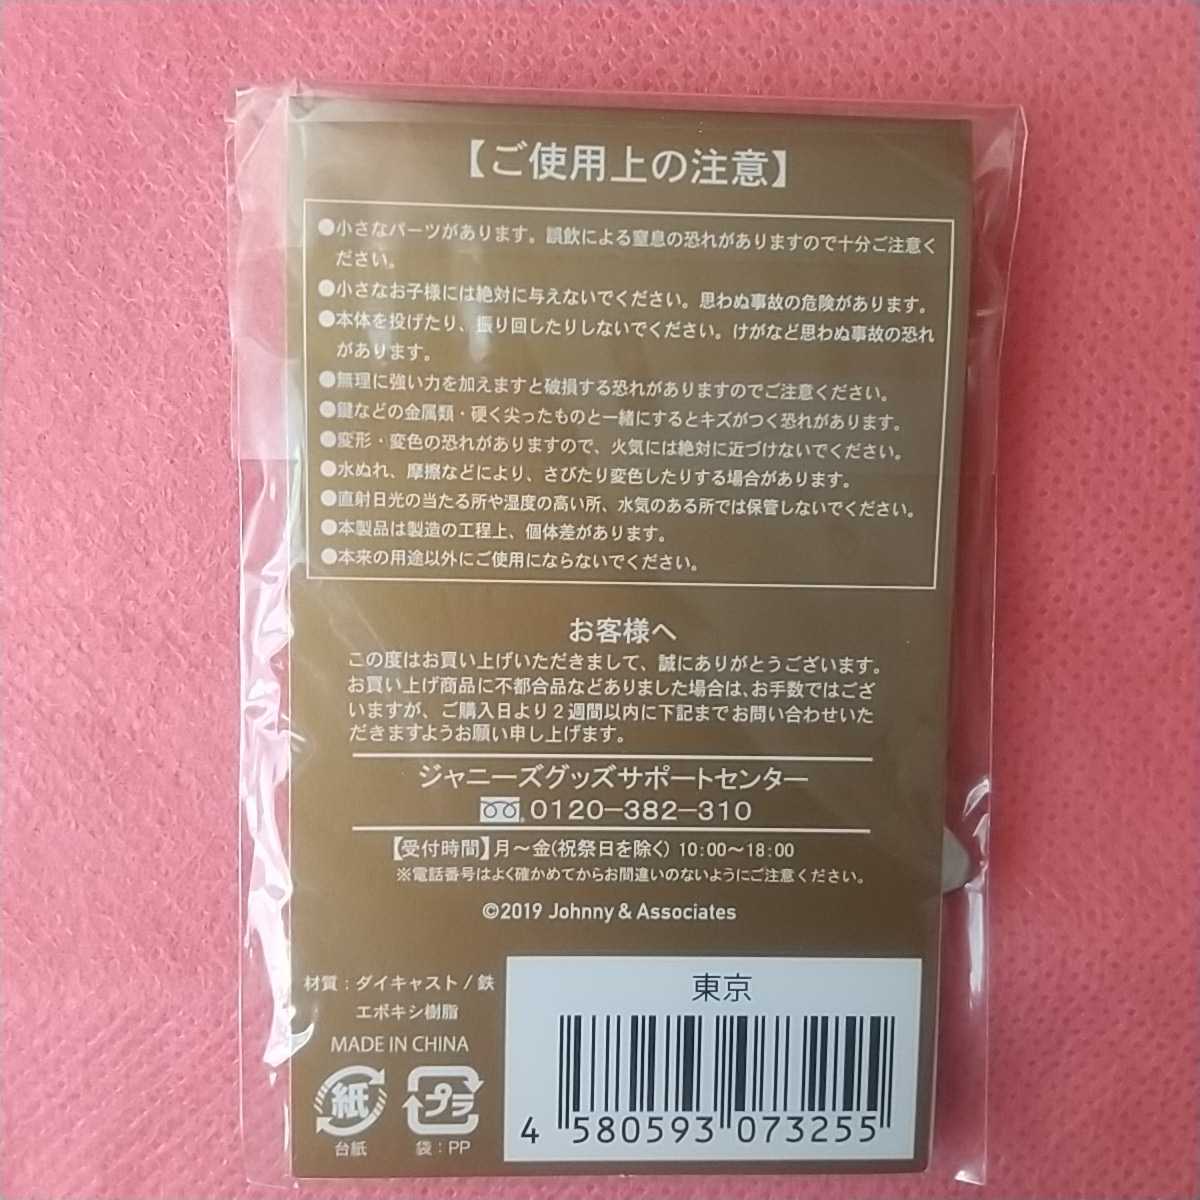 【ご使用上の注意】
●小さなパーツがあります。誤飲による窒息の恐れがありますので十分ご注意く
ださい。
●小さなお子様には絶対に与えないでください。思わぬ事故の危険があります。
●本体を投げたり、振り回したりしないでください。けがなど思わぬ事故の恐れ
があります。
●無理に強い力を加えますと破損する恐れがありますのでご注意ください。
●鍵などの金属類・硬く尖ったものと一緒にするとキズがつく恐れがあります。
●変形・変色の恐れがありますので、火気には絶対に近づけないでください。
●水ぬれ、摩擦などにより、さびたり変色したりする場合があります。
●直射日光の当たる所や湿度の高い所、水気のある所では保管しないでください。
●本製品は製造の工程上、個体差があります。
●本来の用途以外にご使用にならないでください。
お客様へ
この度はお買い上げいただきまして、誠にありがとうございます。
お買い上げ商品に不都合品などありました場合は、お手数ではござ
いますが、ご購入日より2週間以内に下記までお問い合わせいた
だきますようお願い申し上げます。
ジャニーズグッズサポートセンター
0120-382-310
【受付時間】月～金(祝祭日を除く) 10:00～18:00
※電話番号はよく確かめてからお間違いのないようにご注意ください。
©2019 Johnny & Associates
材質:ダイキャスト/鉄
エポキシ樹脂
MADE IN CHINA
紙
台紙
プラ
袋:PP
東京
4 580593 073255